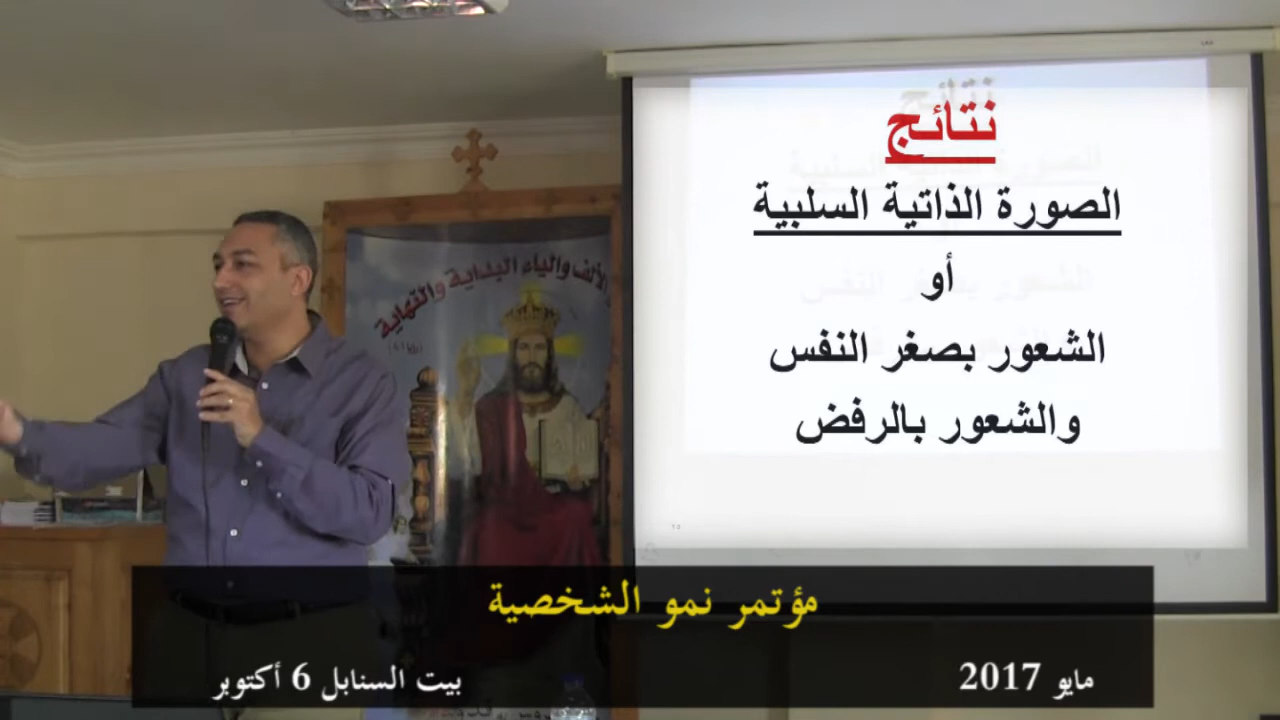 نتائج
الصورة الذاتية السلبية
أو
الشعور بصغر النفس
والشعور بالرفض
الألف والياء البداية والنهاية
مؤتمر نمو الشخصية
مايو 2017
بيت السنابل 6 أكتوبر